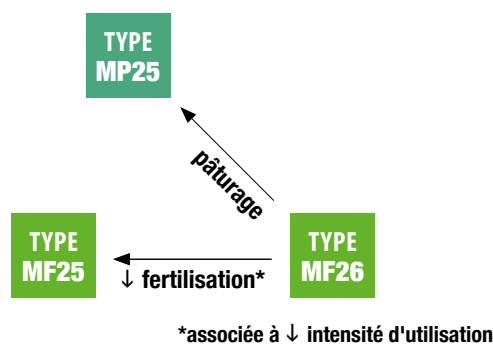 TYPE
MP25
pâturage
TYPE
MF25
↓ fertilisation*
TYPE
MF26
*associée à ↓ intensité d'utilisation